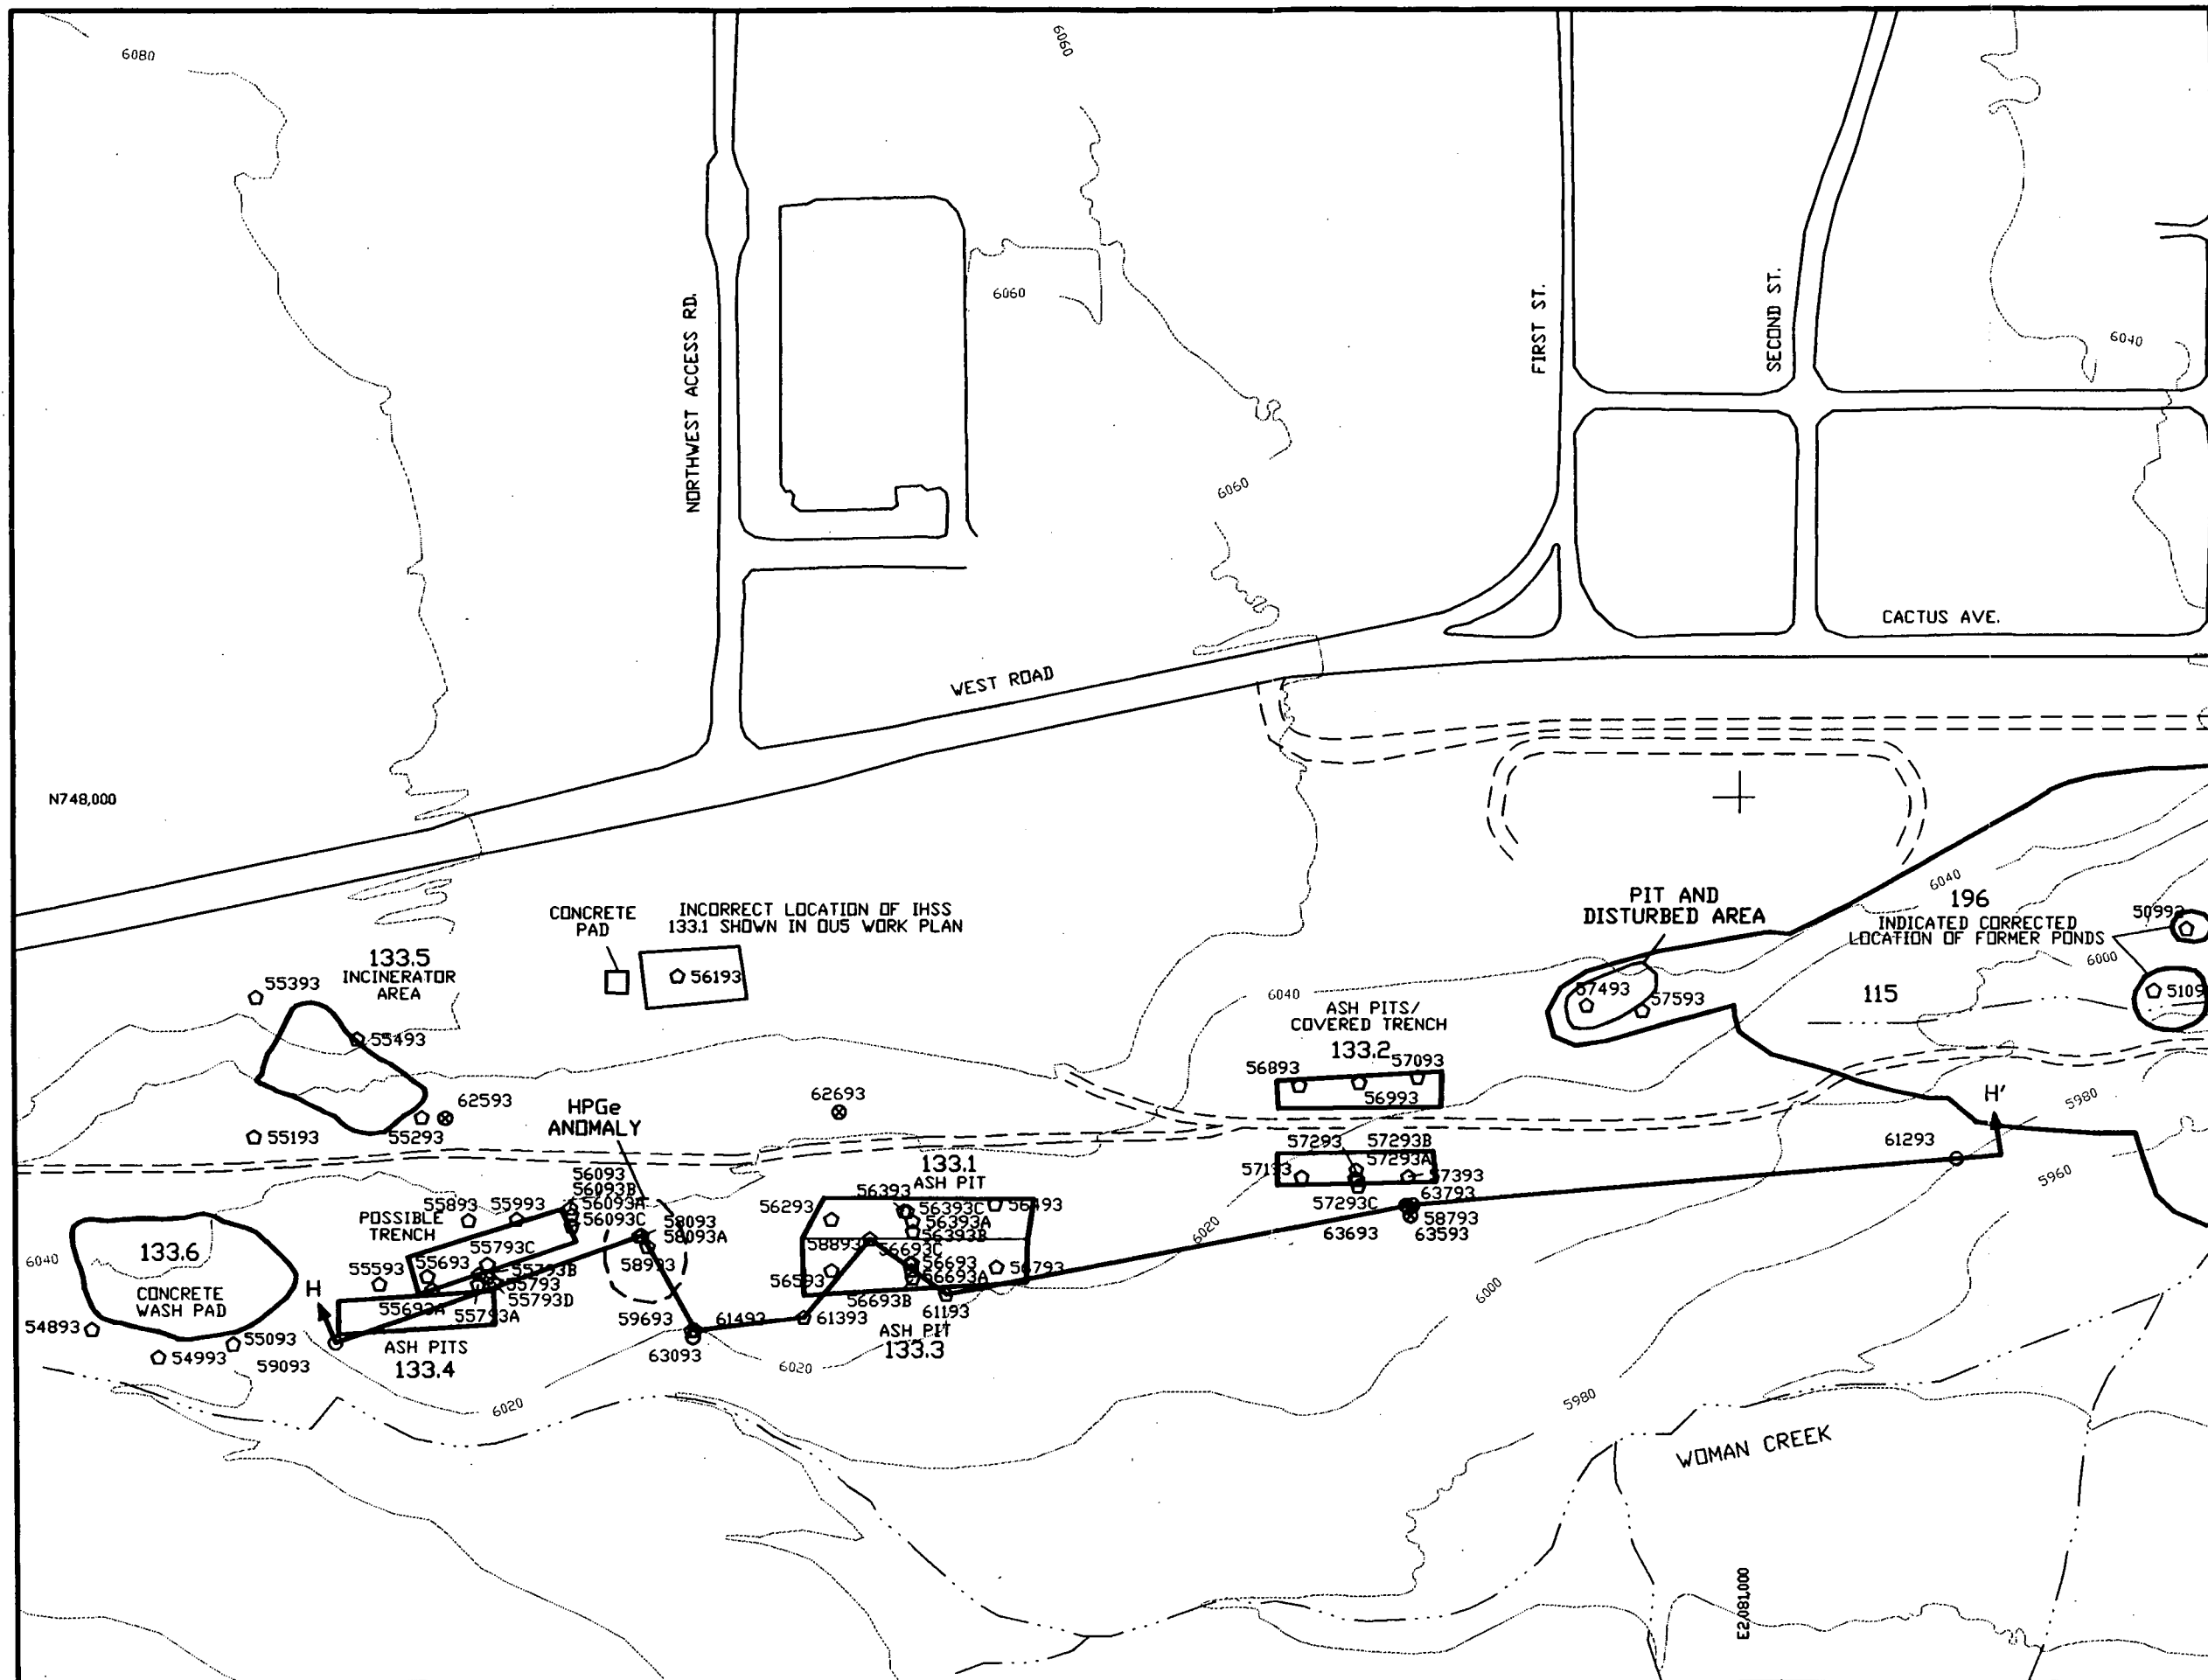 6080
6060
6060
NORTHWEST ACCESS RD.
FIRST ST.
SECOND ST.
6040
6060
CACTUS AVE.
WEST ROAD
N748,000
CONCRETE
PAD
INCORRECT LOCATION OF IHSS
133.1 SHOWN IN OU5 WORK PLAN
56193
133.5
INCINERATOR
AREA
55393
55493
62593
55293
55193
HPGe
ANOMALY
62693
6040
ASH PITS/
COVERED TRENCH
133.2
56893
57093
56993
PIT AND
DISTURBED AREA
57493
57593
6040
196
INDICATED CORRECTED
LOCATION OF FORMER PONDS
50992
6000
5109
115
H'
5980
61293
5960
57293
57293B
57293A
57193
57393
57293C
63793
58793
63693
63593
133.1
ASH PIT
56393
56293
56393C
56493
56393A
56393B
58893
56693C
56693
56593
56693A
56793
56693B
61193
61393
ASH PIT
133.3
56093
56093B
56093A
56093C
55893
55993
POSSIBLE
TRENCH
58093
58093A
58993
55793C
55693
55793B
55593
55793
55793D
55693A
55793A
59693
61493
63093
6040
133.6
CONCRETE
WASH PAD
H
54893
55093
54993
59093
ASH PITS
133.4
6020
6020
6020
6000
5980
WOMAN CREEK
E2,081,000